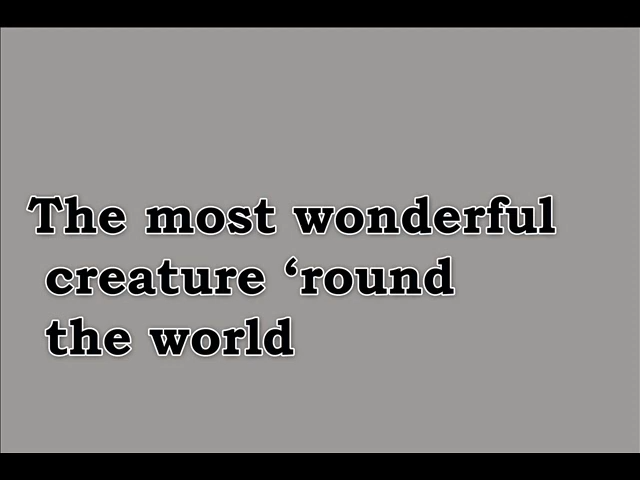 The most wonderful
creature ‘round
the world